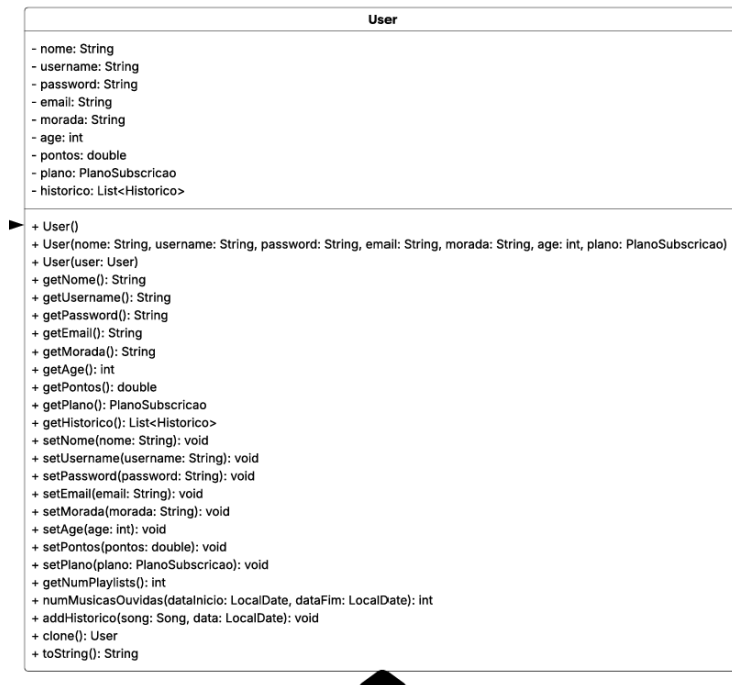 User
- nome: String
- username: String
- password: String
- email: String
- morada: String
- age: int
- pontos: double
- plano: PlanoSubscricao
- historico: List<Historico>
+ User()
+ User(nome: String, username: String, password: String, email: String, morada: String, age: int, plano: PlanoSubscricao)
+ User(user: User)
+ getNome(): String
+ getUsername(): String
+ getPassword(): String
+ getEmail(): String
+ getMorada(): String
+ getAge(): int
+ getPontos(): double
+ getPlano(): PlanoSubscricao
+ getHistorico(): List<Historico>
+ setNome(nome: String): void
+ setUsername(username: String): void
+ setPassword(password: String): void
+ setEmail(email: String): void
+ setMorada(morada: String): void
+ setAge(age: int): void
+ setPontos(pontos: double): void
+ setPlano(plano: PlanoSubscricao): void
+ getNumPlaylists(): int
+ numMusicasOuvidas(dataInicio: LocalDate, dataFim: LocalDate): int
+ addHistorico(song: Song, data: LocalDate): void
+ clone(): User
+ toString(): String